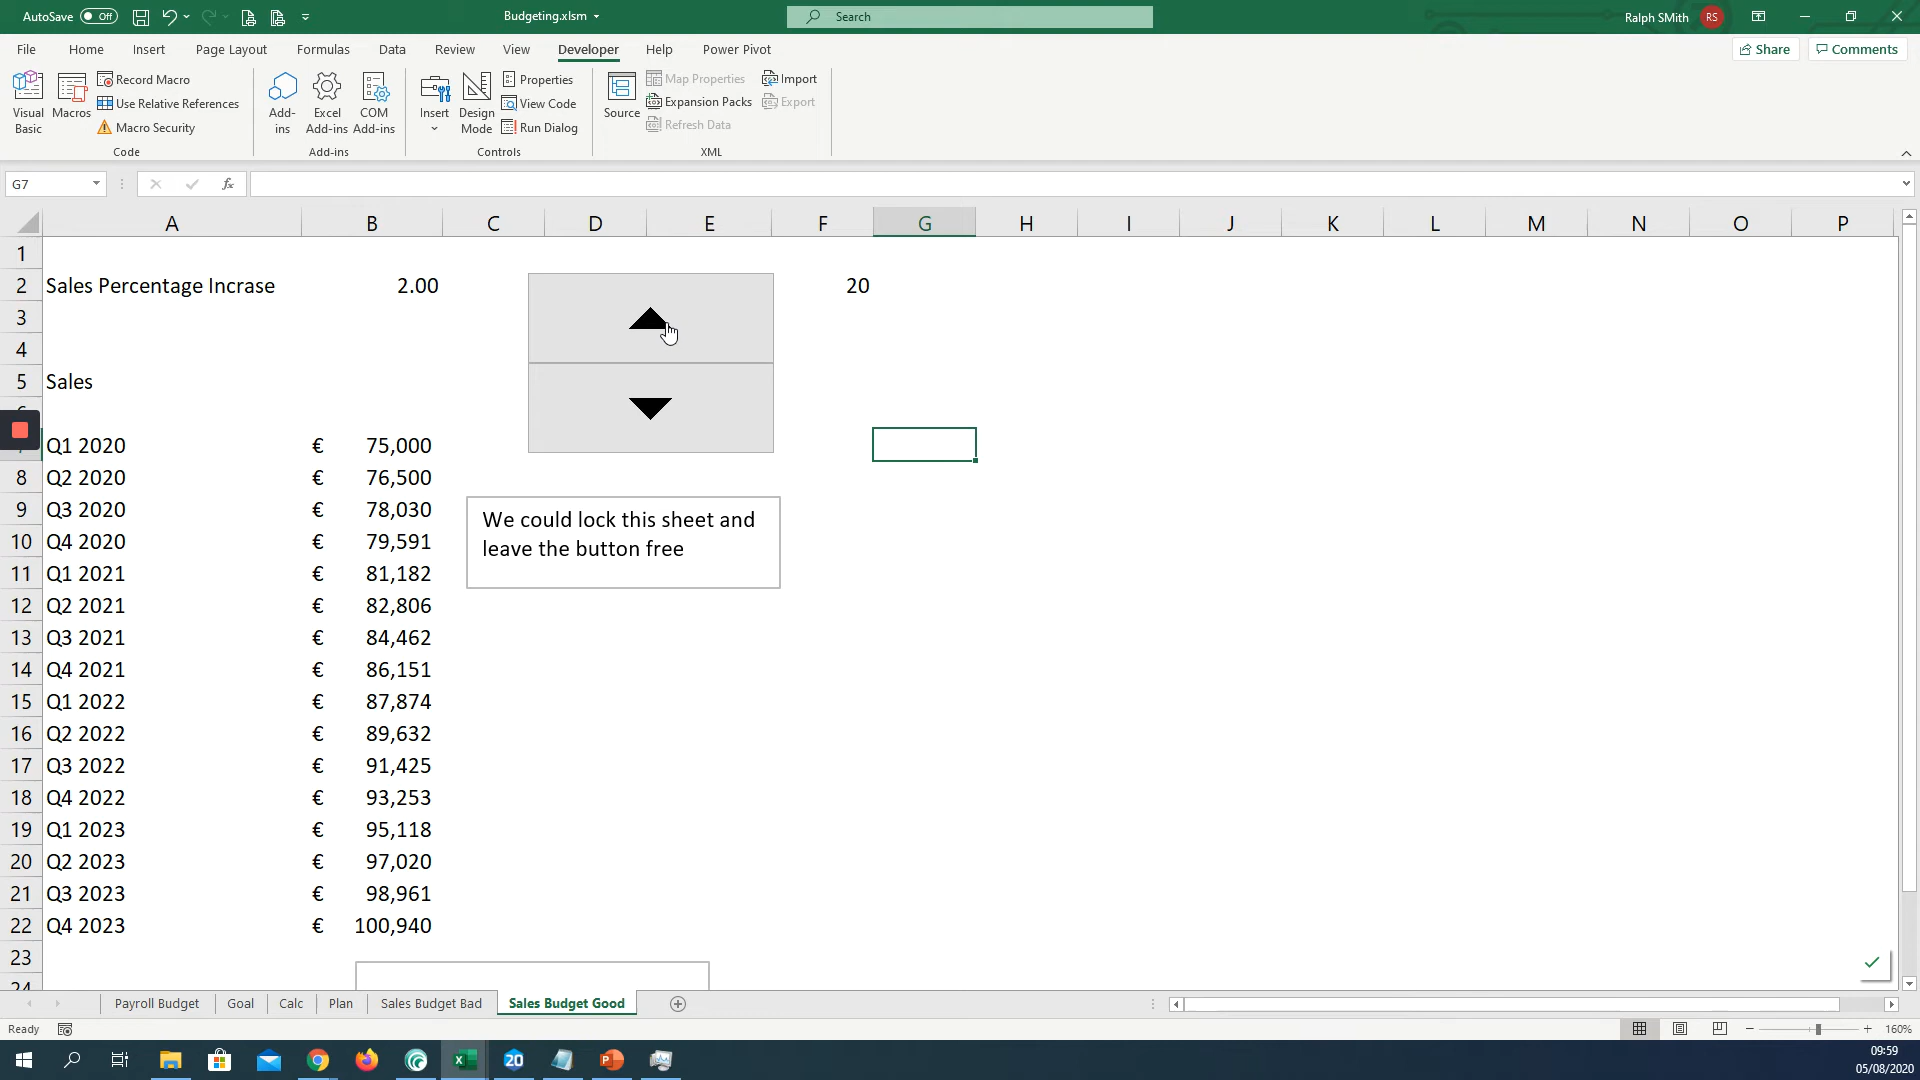 AutoSave Off
Budgeting.xlsm
Search
Ralph SMith RS
File Home Insert Page Layout Formulas Data Review View Developer Help Power Pivot Share Comments
Visual Basic
Macros
Record Macro
Use Relative References
Macro Security
Code
Add-ins
Excel Add-ins
COM Add-ins
Add-ins
Insert
Design Mode
Properties
View Code
Run Dialog
Controls
Source
Map Properties
Expansion Packs
Refresh Data
Import
Export
XML
G7 fx
A B C D E F G H I J K L M N O P
1
2 Sales Percentage Incrase 2.00 20
3
4
5 Sales
Q1 2020 € 75,000
8 Q2 2020 € 76,500
9 Q3 2020 € 78,030
10 Q4 2020 € 79,591
11 Q1 2021 € 81,182
12 Q2 2021 € 82,806
13 Q3 2021 € 84,462
14 Q4 2021 € 86,151
15 Q1 2022 € 87,874
16 Q2 2022 € 89,632
17 Q3 2022 € 91,425
18 Q4 2022 € 93,253
19 Q1 2023 € 95,118
20 Q2 2023 € 97,020
21 Q3 2023 € 98,961
22 Q4 2023 € 100,940
23
24
We could lock this sheet and
leave the button free
Payroll Budget Goal Calc Plan Sales Budget Bad Sales Budget Good
Ready 160%
20
09:59
05/08/2020